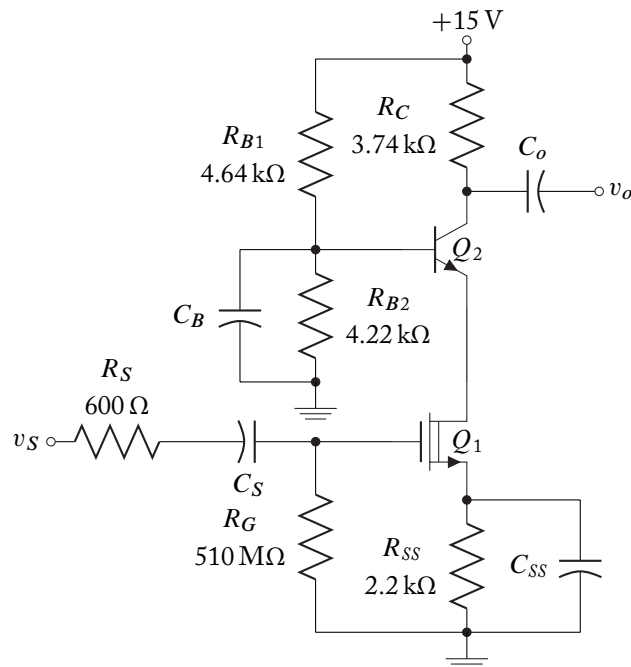 +15 V
R_C
3.74 kΩ
R_B1
4.64 kΩ
C_o
v_o
Q_2
C_B
R_B2
4.22 kΩ
R_S
600 Ω
v_S
C_S
Q_1
R_G
510 MΩ
R_SS
2.2 kΩ
C_SS